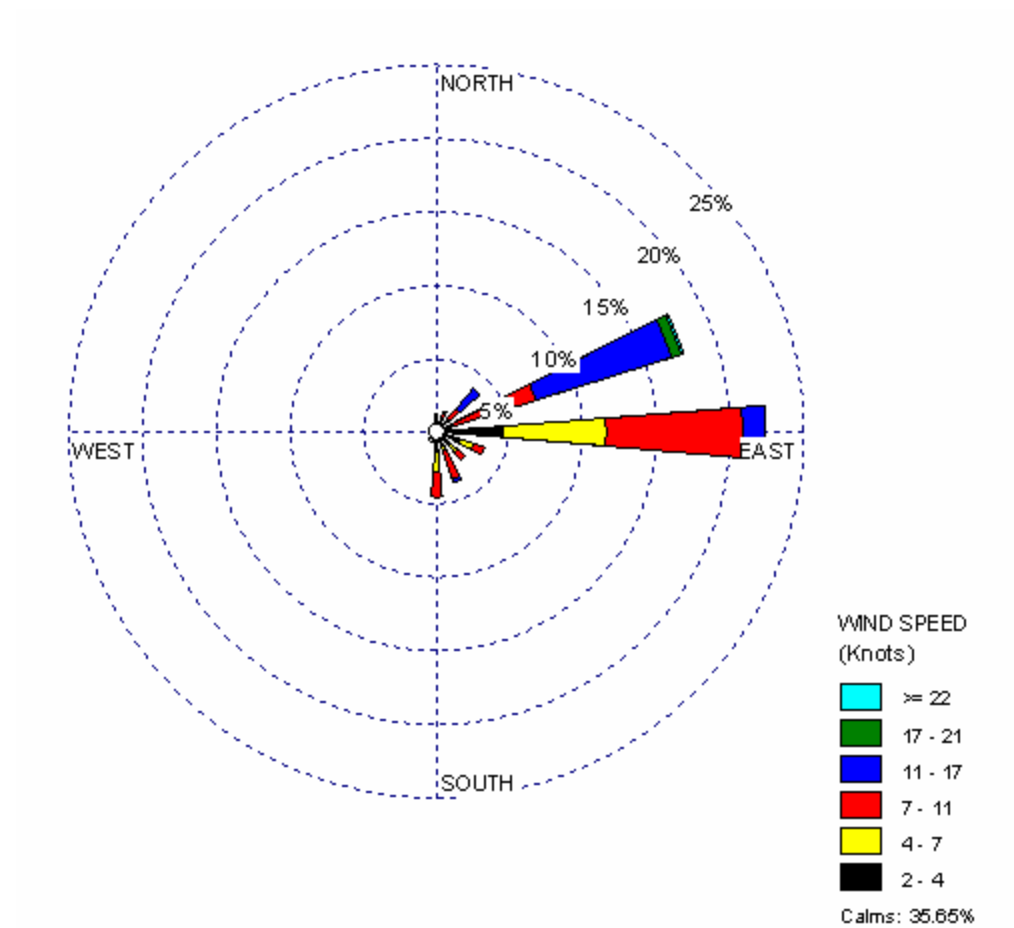 NORTH
25%
20%
15%
10%
5%
WEST
EAST
SOUTH
WIND SPEED
(Knots)
>= 22
17 - 21
11 - 17
7 - 11
4 - 7
2 - 4
Calms: 35.65%